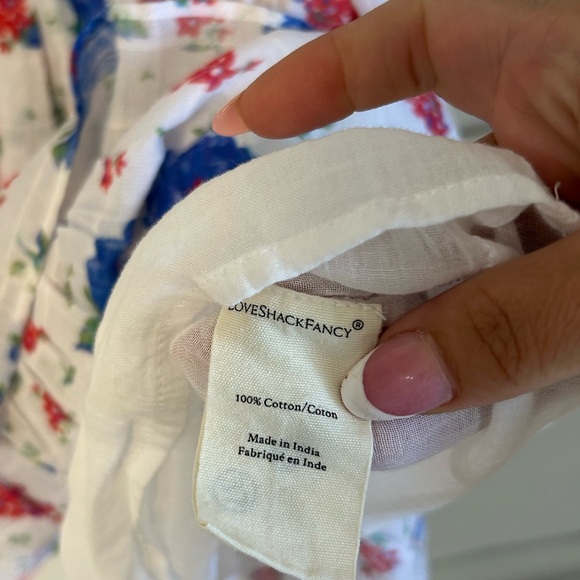 LOVESHACKFANCY®
100% Cotton/Coton
Made in India
Fabriqué en Inde